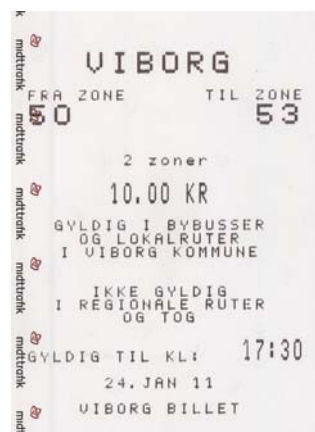 VIBORG
FRA ZONE TIL ZONE
50 53
2 zoner
10.00 KR
GYLDIG I BYBUSSER
OG LOKALRUTER
I VIBORG KOMMUNE
IKKE GYLDIG
I REGIONALE RUTER
OG TOG
GYLDIG TIL KL: 17:30
24.JAN 11
VIBORG BILLET
midttrafik
midttrafik
midttrafik
midttrafik
midttrafik